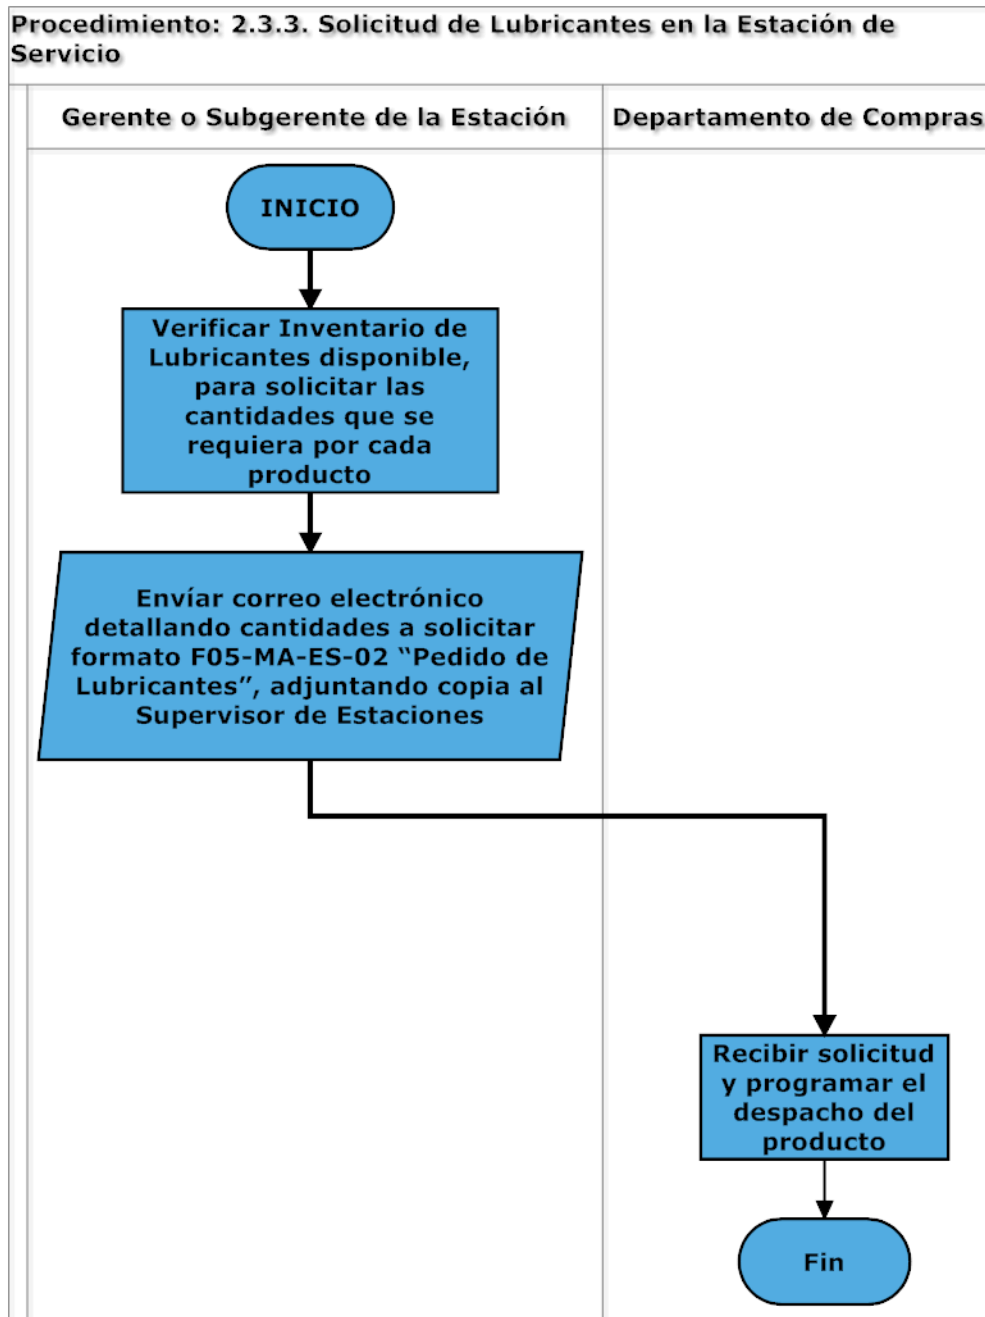 Procedimiento: 2.3.3. Solicitud de Lubricantes en la Estación de
Servicio
Gerente o Subgerente de la Estación
Departamento de Compras
INICIO
Verificar Inventario de
Lubricantes disponible,
para solicitar las
cantidades que se
requiera por cada
producto
Envíar correo electrónico
detallando cantidades a solicitar
formato F05-MA-ES-02 “Pedido de
Lubricantes”, adjuntando copia al
Supervisor de Estaciones
Recibir solicitud
y programar el
despacho del
producto
Fin